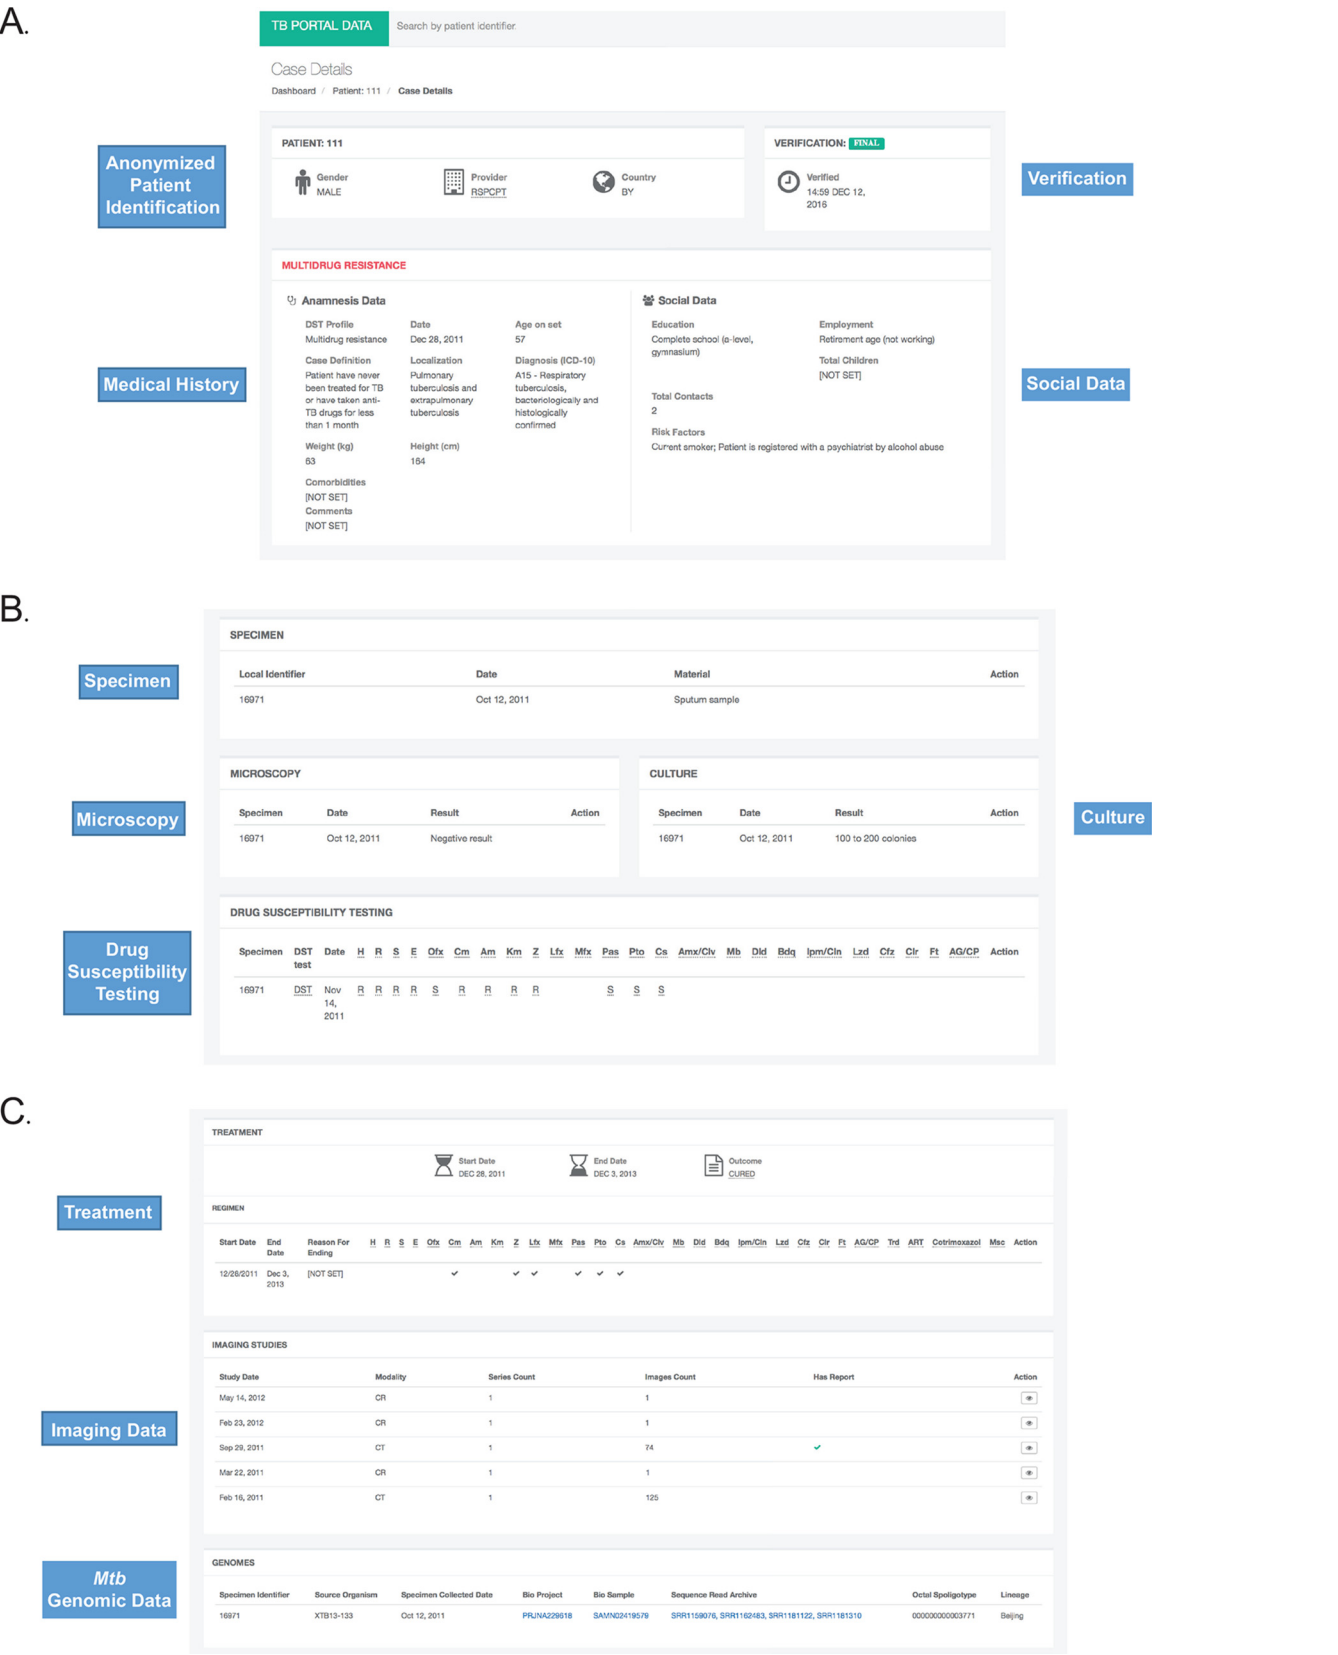 A.
TB PORTAL DATA Search by patient identifier.
Case Details
Dashboard / Patient: 111 / Case Details
Anonymized
Patient
Identification
PATIENT: 111
Gender
MALE
Provider
RSPCPT
Country
BY
VERIFICATION: FINAL
Verified
14:59 DEC 12,
2016
Verification
MULTIDRUG RESISTANCE
Medical History
Anamnesis Data
DST Profile
Multidrug resistance
Date
Dec 28, 2011
Age on set
57
Case Definition
Patient have never
been treated for TB
or have taken anti-
TB drugs for less
than 1 month
Localization
Pulmonary
tuberculosis and
extrapulmonary
tuberculosis
Diagnosis (ICD-10)
A15 - Respiratory
tuberculosis,
bacteriologically and
histologically
confirmed
Weight (kg)
63
Height (cm)
164
Comorbidities
[NOT SET]
Comments
[NOT SET]
Social Data
Education
Complete school (a-level,
gymnasium)
Employment
Retirement age (not working)
Total Children
[NOT SET]
Total Contacts
2
Risk Factors
Current smoker; Patient is registered with a psychiatrist by alcohol abuse
Social Data
B.
Specimen
SPECIMEN
Local Identifier Date Material Action
16971 Oct 12, 2011 Sputum sample
Microscopy
MICROSCOPY
Specimen Date Result Action
16971 Oct 12, 2011 Negative result
CULTURE
Specimen Date Result Action
16971 Oct 12, 2011 100 to 200 colonies
Culture
Drug
Susceptibility
Testing
DRUG SUSCEPTIBILITY TESTING
Specimen DST test Date H R S E Ofx Cm Am Km Z Lfx Mfx Pas Pto Cs Amx/Clv Mb Dld Bdq Ipm/Cln Lzd Cfz Clr Ft AG/CP Action
16971 DST Nov 14, 2011 R R R R S R R R R S S S
C.
Treatment
TREATMENT
Start Date
DEC 28, 2011
End Date
DEC 3, 2013
Outcome
CURED
REGIMEN
Start Date End Date Reason For Ending H R S E Ofx Cm Am Km Z Lfx Mfx Pas Pto Cs Amx/Clv Mb Dld Bdq Ipm/Cln Lzd Cfz Clr Ft AG/CP Trd ART Cotrimoxazol Msc Action
12/28/2011 Dec 3, 2013 [NOT SET] ✓ ✓ ✓ ✓ ✓ ✓
Imaging Data
IMAGING STUDIES
Study Date Modality Series Count Images Count Has Report Action
May 14, 2012 CR 1 1
Feb 23, 2012 CR 1 1
Sep 29, 2011 CT 1 74 ✓
Mar 22, 2011 CR 1 1
Feb 16, 2011 CT 1 125
Mtb
Genomic Data
GENOMES
Specimen Identifier Source Organism Specimen Collected Date Bio Project Bio Sample Sequence Read Archive Octal Spoligotype Lineage
16971 XTB13-133 Oct 12, 2011 PRJNA229618 SAMN02419579 SRR1159076, SRR1162483, SRR1181122, SRR1181310 000000000003771 Beijing